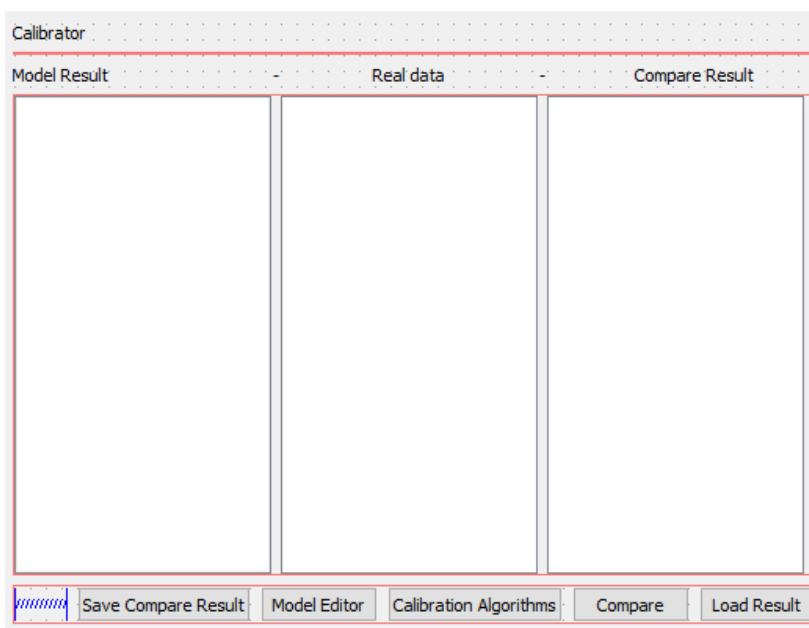 Calibrator
Model Result - Real data - Compare Result
Save Compare Result Model Editor Calibration Algorithms Compare Load Result